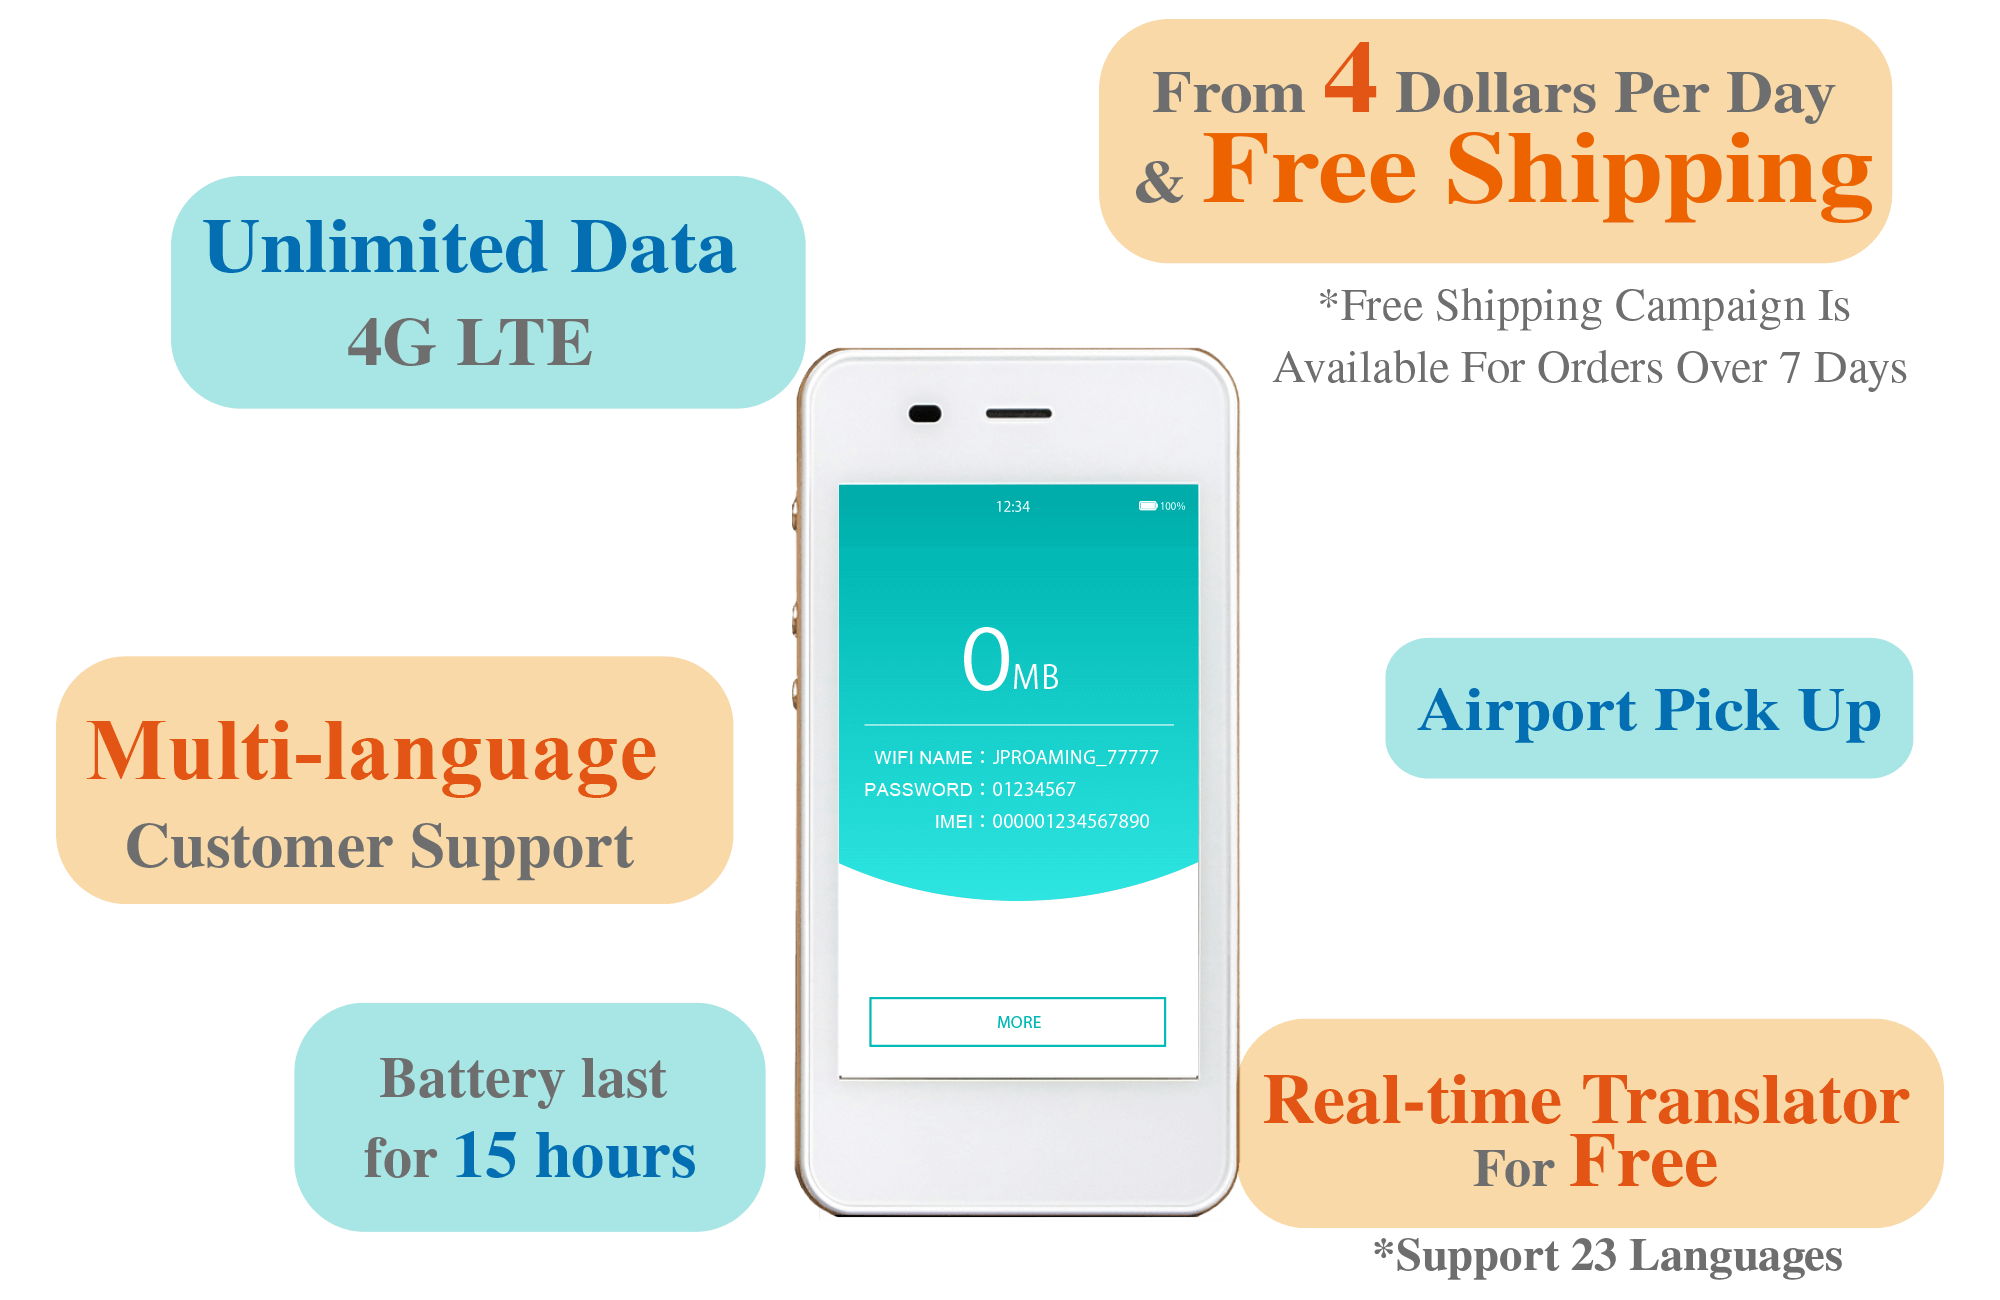 From 4 Dollars Per Day
& Free Shipping
*Free Shipping Campaign Is
Available For Orders Over 7 Days
Unlimited Data
4G LTE
12:34
100%
0MB
WIFI NAME：JPROAMING_77777
PASSWORD：01234567
IMEI：000001234567890
MORE
Multi-language
Customer Support
Airport Pick Up
Battery last
for 15 hours
Real-time Translator
For Free
*Support 23 Languages